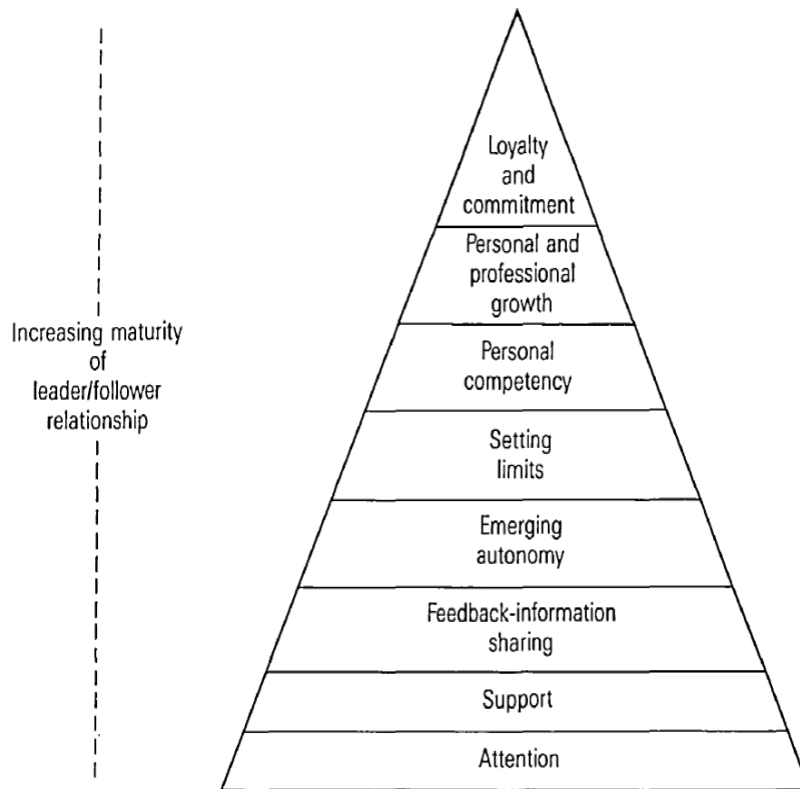 Loyalty
and
commitment
Personal and
professional
growth
Personal
competency
Setting
limits
Emerging
autonomy
Feedback-information
sharing
Support
Attention
Increasing maturity
of
leader/follower
relationship